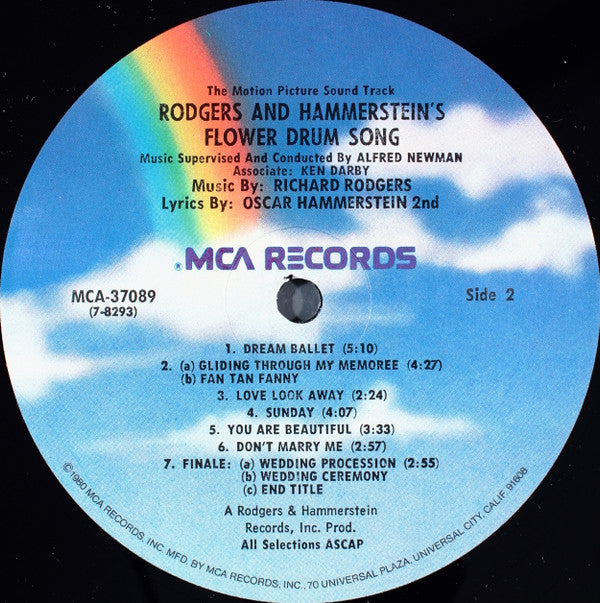 The Motion Picture Sound Track
RODGERS AND HAMMERSTEIN'S
FLOWER DRUM SONG
Music Supervised And Conducted By ALFRED NEWMAN
Associate: KEN DARBY
Music By: RICHARD RODGERS
Lyrics By: OSCAR HAMMERSTEIN 2nd
®MCA RECORDS
MCA-37089
(7-8293)
Side 2
1. DREAM BALLET (5:10)
2. (a) GLIDING THROUGH MY MEMOREE (4:27)
(b) FAN TAN FANNY
3. LOVE LOOK AWAY (2:24)
4. SUNDAY (4:07)
5. YOU ARE BEAUTIFUL (3:33)
6. DON'T MARRY ME (2:57)
7. FINALE: (a) WEDDING PROCESSION (2:55)
(b) WEDDING CEREMONY
(c) END TITLE
A Rodgers & Hammerstein
Records, Inc. Prod.
All Selections ASCAP
©1980 MCA RECORDS, INC. MFD. BY MCA RECORDS, INC., 70 UNIVERSAL PLAZA, UNIVERSAL CITY, CALIF. 91608